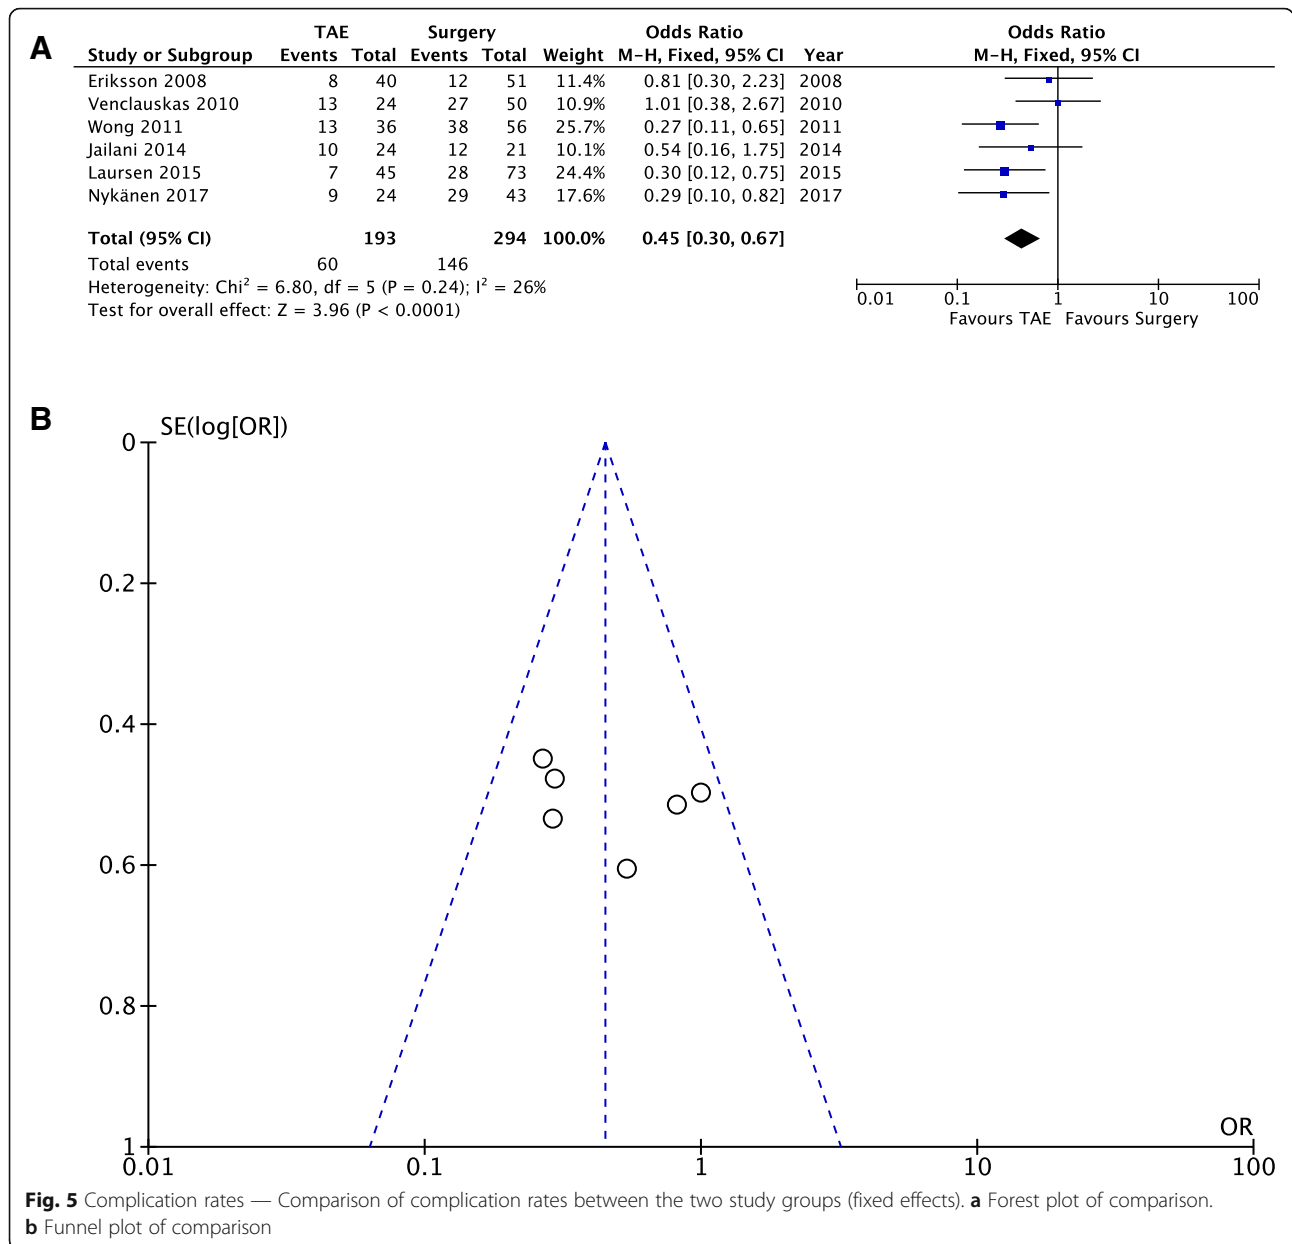 A
TAE Surgery Odds Ratio Odds Ratio
Study or Subgroup Events Total Events Total Weight M-H, Fixed, 95% CI Year M-H, Fixed, 95% CI
Eriksson 2008 8 40 12 51 11.4% 0.81 [0.30, 2.23] 2008
Venclauskas 2010 13 24 27 50 10.9% 1.01 [0.38, 2.67] 2010
Wong 2011 13 36 38 56 25.7% 0.27 [0.11, 0.65] 2011
Jailani 2014 10 24 12 21 10.1% 0.54 [0.16, 1.75] 2014
Laursen 2015 7 45 28 73 24.4% 0.30 [0.12, 0.75] 2015
Nykänen 2017 9 24 29 43 17.6% 0.29 [0.10, 0.82] 2017
Total (95% CI) 193 294 100.0% 0.45 [0.30, 0.67]
Total events 60 146
Heterogeneity: Chi² = 6.80, df = 5 (P = 0.24); I² = 26%
Test for overall effect: Z = 3.96 (P < 0.0001)
0.01 0.1 1 10 100
Favours TAE Favours Surgery
B
SE(log[OR])
0
0.2
0.4
0.6
0.8
1
OR
0.01 0.1 1 10 100
Fig. 5 Complication rates — Comparison of complication rates between the two study groups (fixed effects). a Forest plot of comparison.
b Funnel plot of comparison